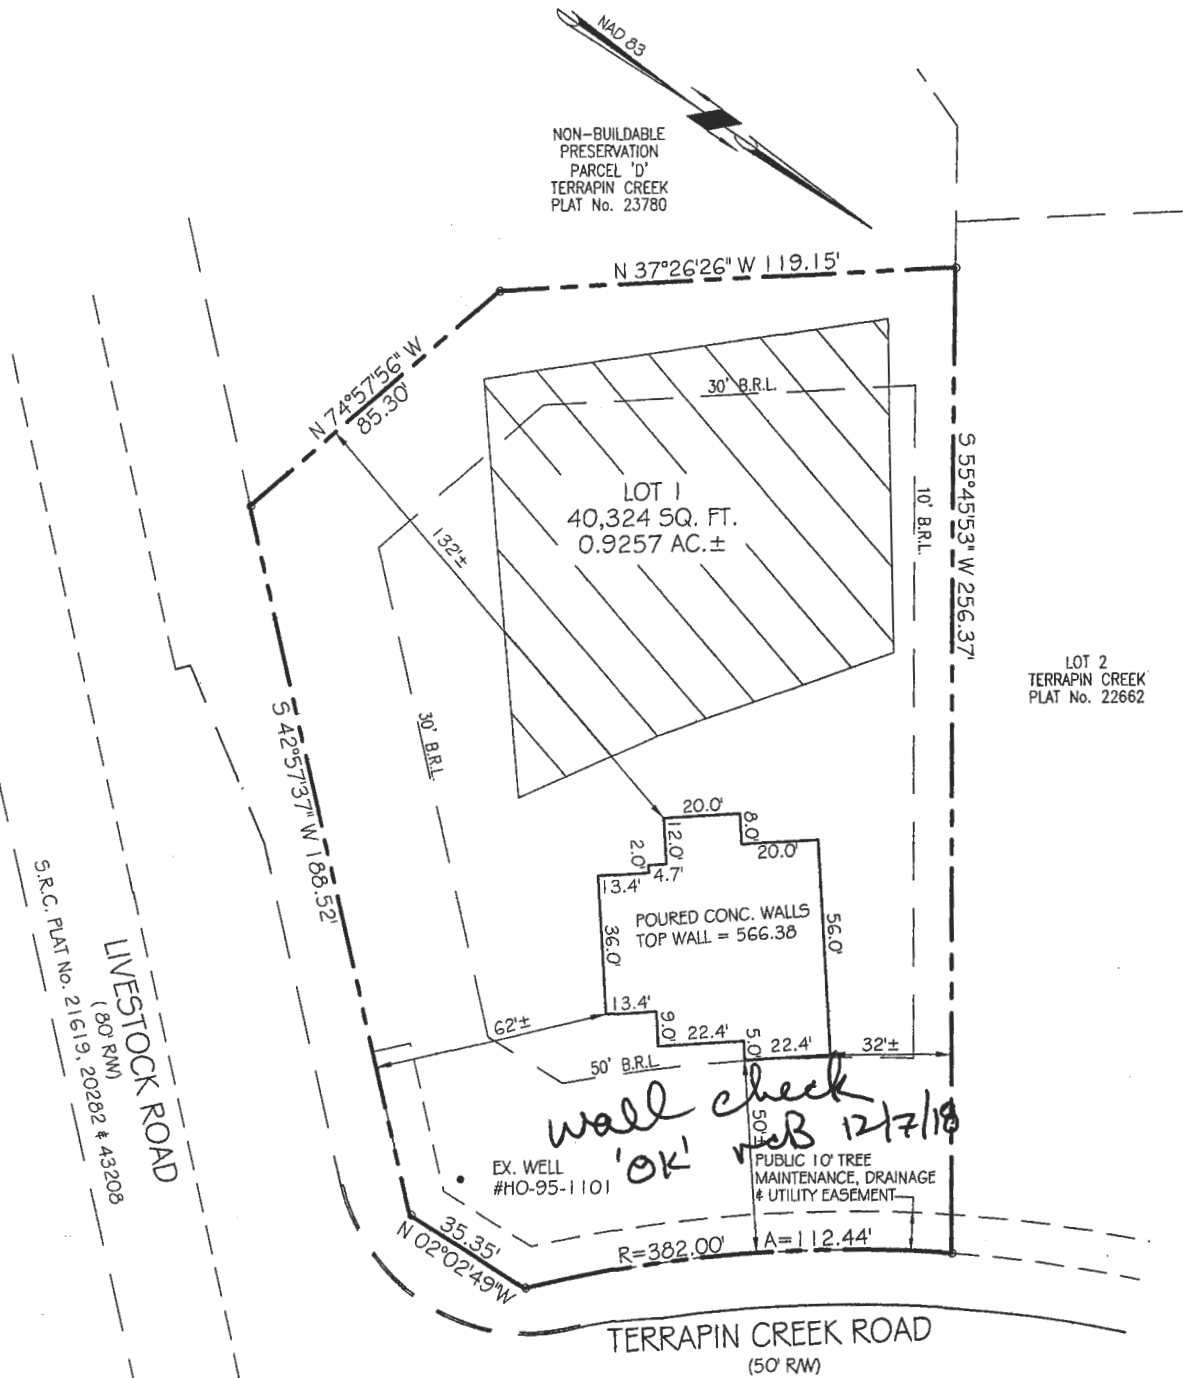 NAD 83
NON-BUILDABLE
PRESERVATION
PARCEL 'D'
TERRAPIN CREEK
PLAT No. 23780
N 37°26'26" W 119.15'
N 74°57'56" W
85.30'
30' B.R.L.
LOT 1
40,324 SQ. FT.
0.9257 AC.±
132'±
10' B.R.L.
S 55°45'53" W 256.37'
LOT 2
TERRAPIN CREEK
PLAT No. 22662
30' B.R.L.
S 42°57'37" W 188.52'
20.0'
8.0'
20.0'
12.0'
2.0'
4.7'
13.4'
POURED CONC. WALLS
TOP WALL = 566.38
36.0'
56.0'
13.4'
9.0'
22.4'
5.0'
22.4'
62'±
32'±
50' B.R.L.
LIVESTOCK ROAD
(80' R/W)
S.R.C. PLAT No. 21619, 20282 & 43208
wall check
'OK'
12/7/18
50'±
EX. WELL
#HO-95-1101
PUBLIC 10' TREE
MAINTENANCE, DRAINAGE
& UTILITY EASEMENT
35.35'
N 02°02'49"W
R=382.00'
A=112.44'
TERRAPIN CREEK ROAD
(50' R/W)